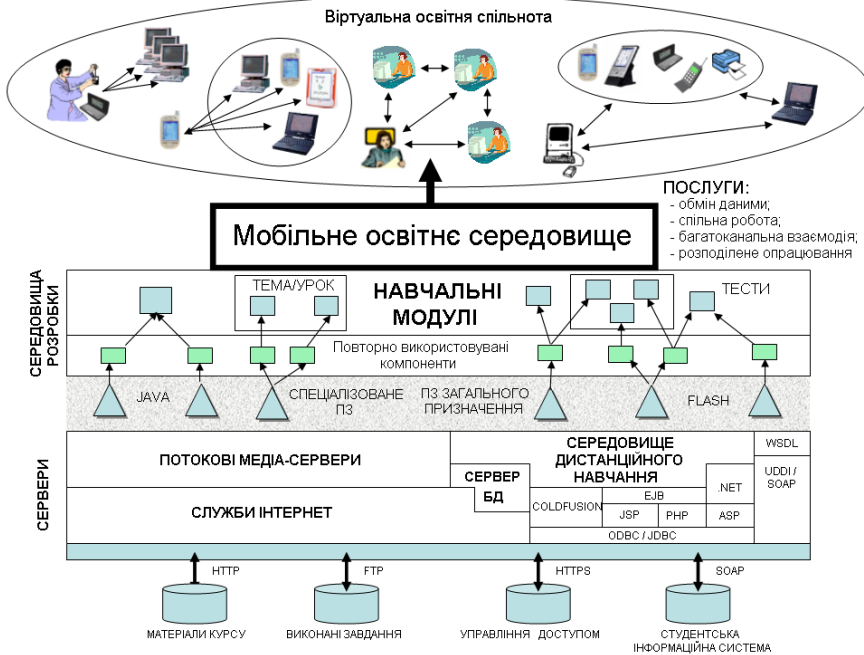 Віртуальна освітня спільнота
ПОСЛУГИ:
- обмін даними;
- спільна робота;
- багатоканальна взаємодія;
- розподілене опрацювання
Мобільне освітнє середовище
СЕРЕДОВИЩА
РОЗРОБКИ
ТЕМА/УРОК
НАВЧАЛЬНІ
МОДУЛІ
ТЕСТИ
Повторно використовувані
компоненти
JAVA
СПЕЦІАЛІЗОВАНЕ
ПЗ
ПЗ ЗАГАЛЬНОГО
ПРИЗНАЧЕННЯ
FLASH
СЕРВЕРИ
ПОТОКОВІ МЕДІА-СЕРВЕРИ
СЕРЕДОВИЩЕ
ДИСТАНЦІЙНОГО
НАВЧАННЯ
WSDL
UDDI /
SOAP
СЕРВЕР
БД
.NET
СЛУЖБИ ІНТЕРНЕТ
COLDFUSION
EJB
JSP
PHP
ASP
ODBC / JDBC
HTTP
FTP
HTTPS
SOAP
МАТЕРІАЛИ КУРСУ
ВИКОНАНІ ЗАВДАННЯ
УПРАВЛІННЯ ДОСТУПОМ
СТУДЕНТСЬКА
ІНФОРМАЦІЙНА СИСТЕМА